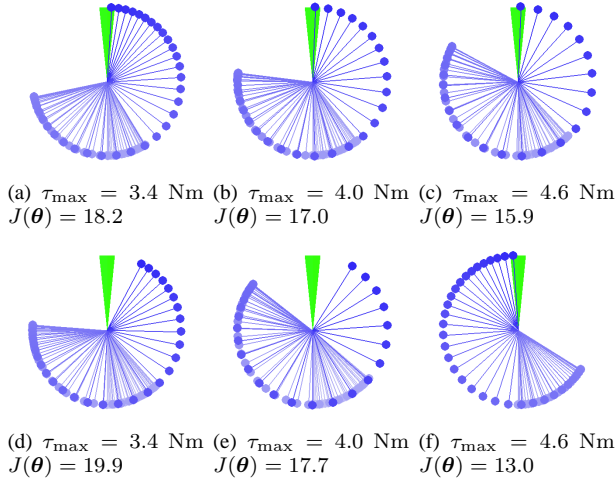 (a) τmax = 3.4 Nm (b) τmax = 4.0 Nm (c) τmax = 4.6 Nm
J(θ) = 18.2 J(θ) = 17.0 J(θ) = 15.9
(d) τmax = 3.4 Nm (e) τmax = 4.0 Nm (f) τmax = 4.6 Nm
J(θ) = 19.9 J(θ) = 17.7 J(θ) = 13.0